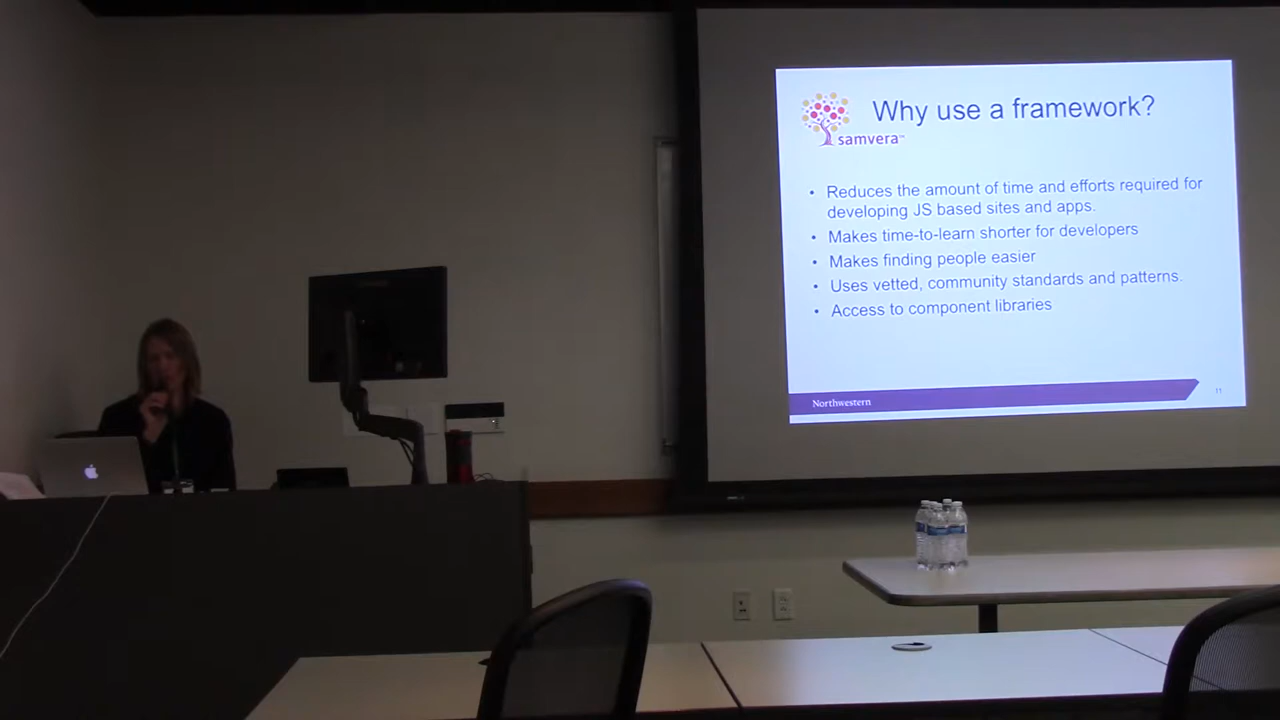 Why use a framework?
samvera™
• Reduces the amount of time and efforts required for
developing JS based sites and apps.
• Makes time-to-learn shorter for developers
• Makes finding people easier
• Uses vetted, community standards and patterns.
• Access to component libraries
Northwestern
11